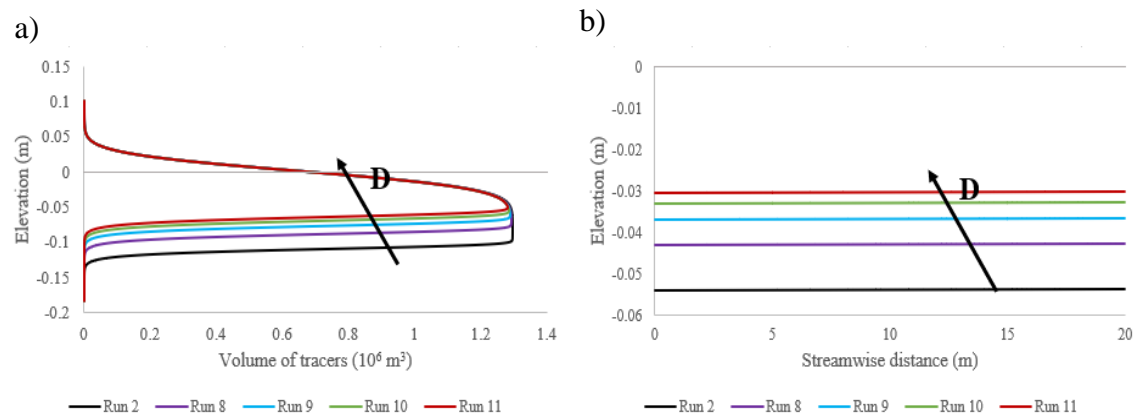 a)
0.15
0.1
0.05
0
-0.05
-0.1
-0.15
-0.2
Elevation (m)
0 0.2 0.4 0.6 0.8 1 1.2 1.4
Volume of tracers (10⁶ m³)
D
Run 2 Run 8 Run 9 Run 10 Run 11
b)
0
-0.01
-0.02
-0.03
-0.04
-0.05
-0.06
Elevation (m)
0 5 10 15 20
Streamwise distance (m)
D
Run 2 Run 8 Run 9 Run 10 Run 11